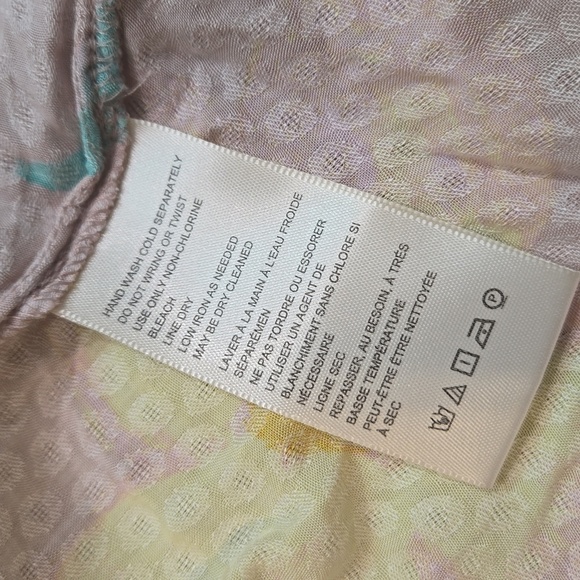 HAND WASH COLD SEPARATELY
DO NOT WRING OR TWIST
USE ONLY NON-CHLORINE
BLEACH
LINE DRY
LOW IRON AS NEEDED
MAY BE DRY CLEANED
LAVER À LA MAIN À L'EAU FROIDE
SÉPARÉMEN
NE PAS TORDRE OU ESSORER
UTILISER UN AGENT DE
BLANCHIMENT SANS CHLORE SI
NÉCESSAIRE
LIGNE SEC
REPASSER, AU BESOIN, À TRÈS
BASSE TEMPÉRATURE
PEUT-ÊTRE ÊTRE NETTOYÉE
À SEC
P